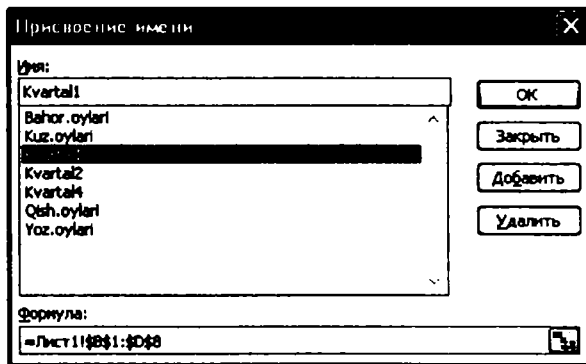 Присвоение имени
Имя:
Kvartal1
OK
Bahor.oylari
Kuz.oylari
Закрыть
Kvartal2
Добавить
Kvartal4
Qish.oylari
Удалить
Yoz.oylari
Формула:
=Лист1!$B$1:$D$8